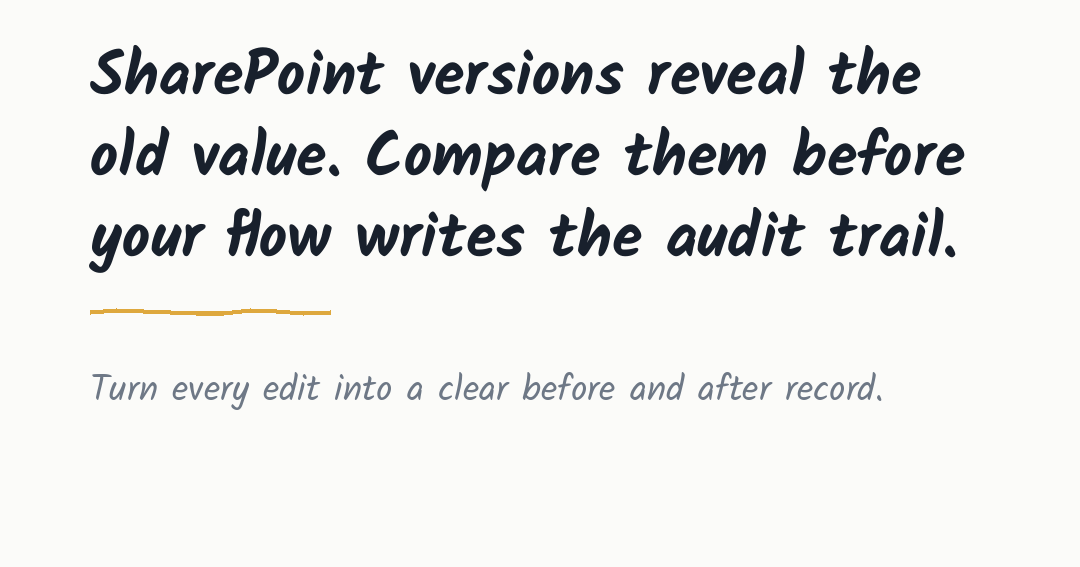 SharePoint versions reveal the
old value. Compare them before
your flow writes the audit trail.
Turn every edit into a clear before and after record.